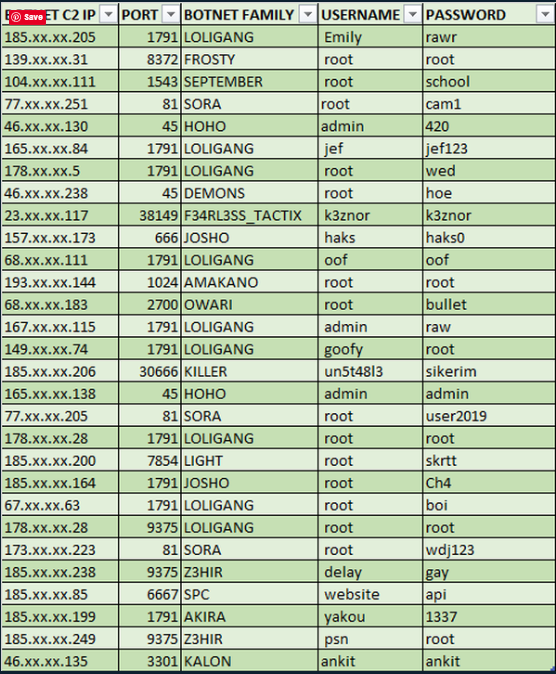 Save ET C2 IP PORT BOTNET FAMILY USERNAME PASSWORD
185.xx.xx.205 1791 LOLIGANG Emily rawr
139.xx.xx.31 8372 FROSTY root root
104.xx.xx.111 1543 SEPTEMBER root school
77.xx.xx.251 81 SORA root cam1
46.xx.xx.130 45 HOHO admin 420
165.xx.xx.84 1791 LOLIGANG jef jef123
178.xx.xx.5 1791 LOLIGANG root wed
46.xx.xx.238 45 DEMONS root hoe
23.xx.xx.117 38149 F34RL3SS_TACTIX k3znor k3znor
157.xx.xx.173 666 JOSHO haks haks0
68.xx.xx.111 1791 LOLIGANG oof oof
193.xx.xx.144 1024 AMAKANO root root
68.xx.xx.183 2700 OWARI root bullet
167.xx.xx.115 1791 LOLIGANG admin raw
149.xx.xx.74 1791 LOLIGANG goofy root
185.xx.xx.206 30666 KILLER un5t48l3 sikerim
165.xx.xx.138 45 HOHO admin admin
77.xx.xx.205 81 SORA root user2019
178.xx.xx.28 1791 LOLIGANG root root
185.xx.xx.200 7854 LIGHT root skrtt
185.xx.xx.164 1791 JOSHO root Ch4
67.xx.xx.63 1791 LOLIGANG root boi
178.xx.xx.28 9375 LOLIGANG root root
173.xx.xx.223 81 SORA root wdj123
185.xx.xx.238 9375 Z3HIR delay gay
185.xx.xx.85 6667 SPC website api
185.xx.xx.199 1791 AKIRA yakou 1337
185.xx.xx.249 9375 Z3HIR psn root
46.xx.xx.135 3301 KALON ankit ankit